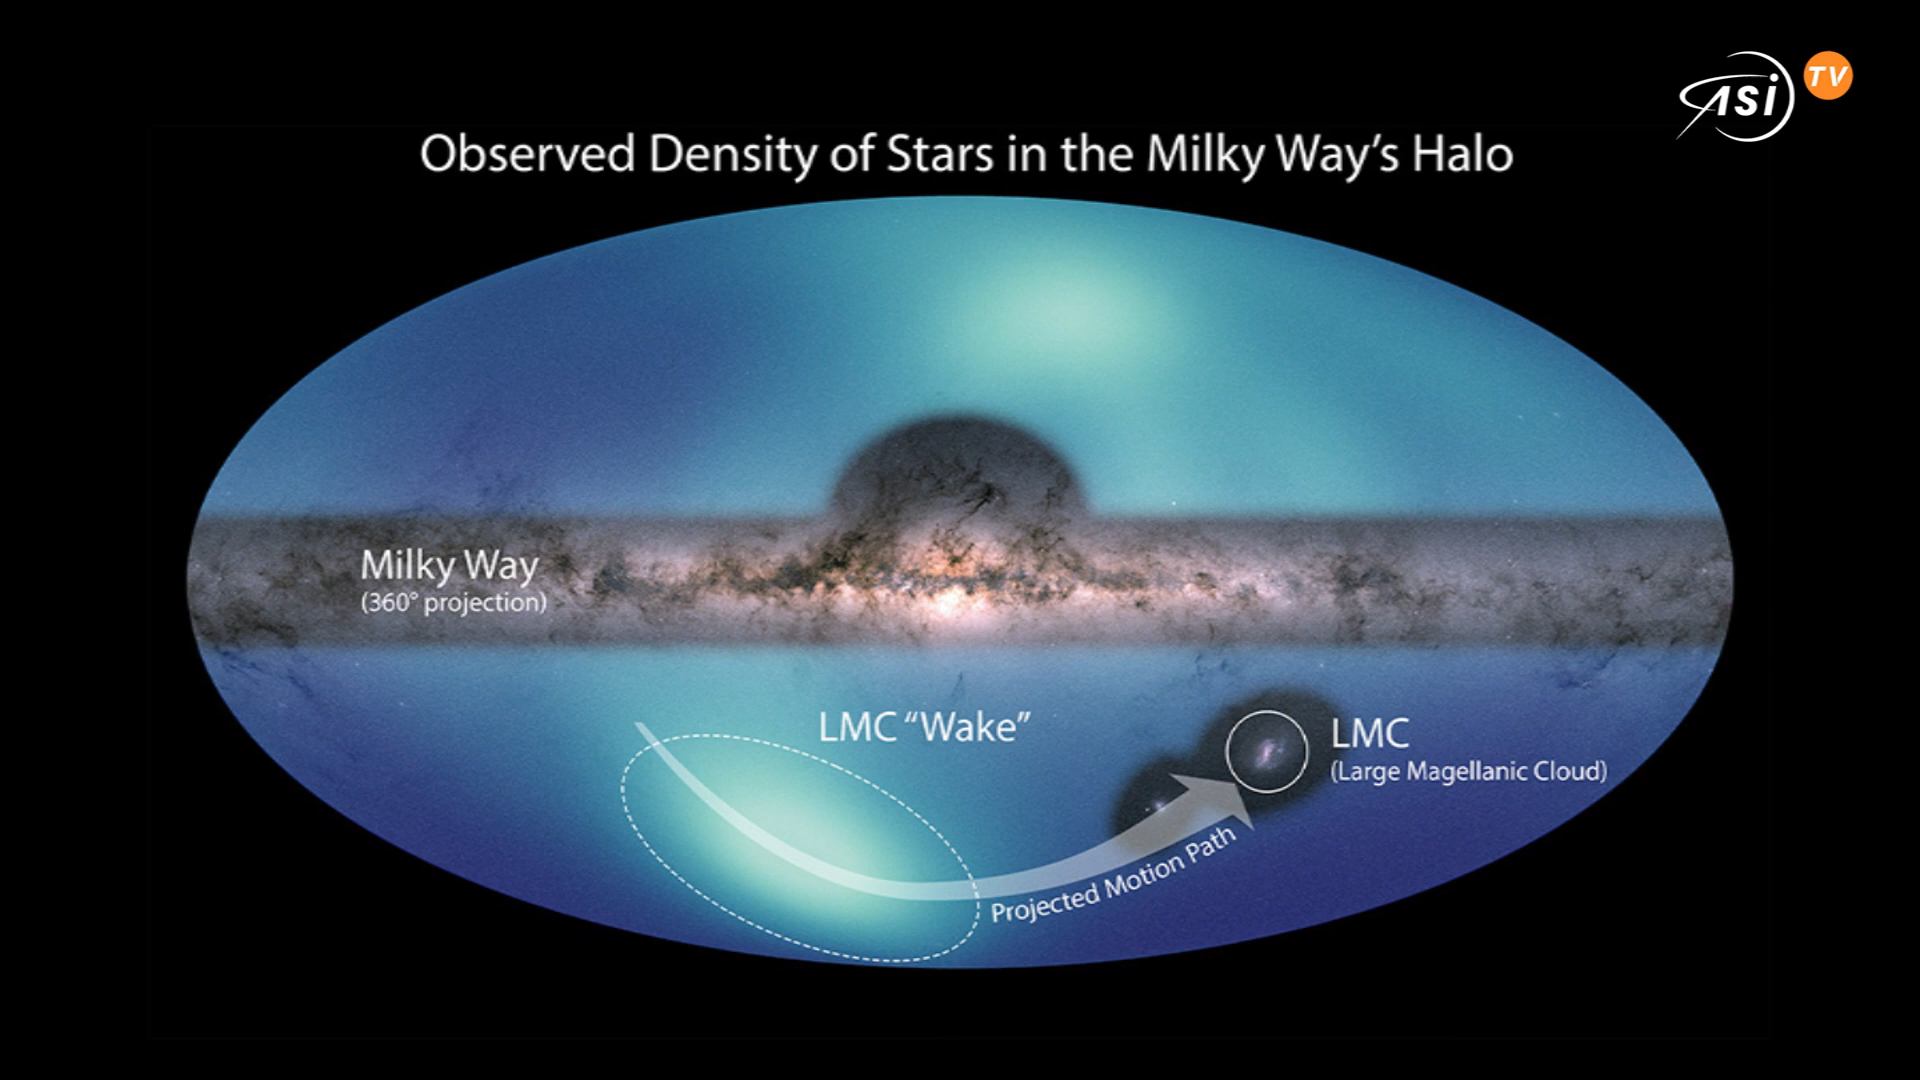 ASI TV
Observed Density of Stars in the Milky Way’s Halo
Milky Way
(360° projection)
LMC “Wake”
LMC
(Large Magellanic Cloud)
Projected Motion Path